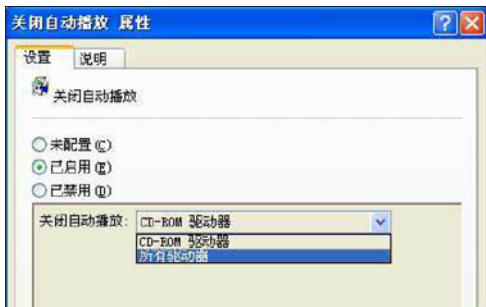 关闭自动播放 属性
设置 说明
关闭自动播放
未配置(C)
已启用(E)
已禁用(D)
关闭自动播放: CD-ROM 驱动器
CD-ROM 驱动器
所有驱动器